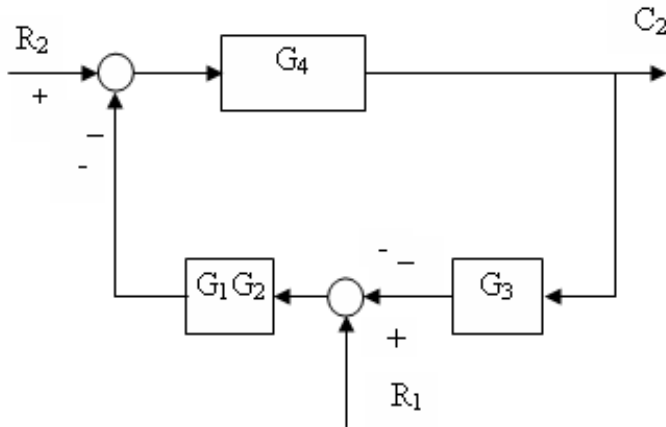 R₂
G₄
C₂
+
–
-
G₁G₂
- –
G₃
+
R₁